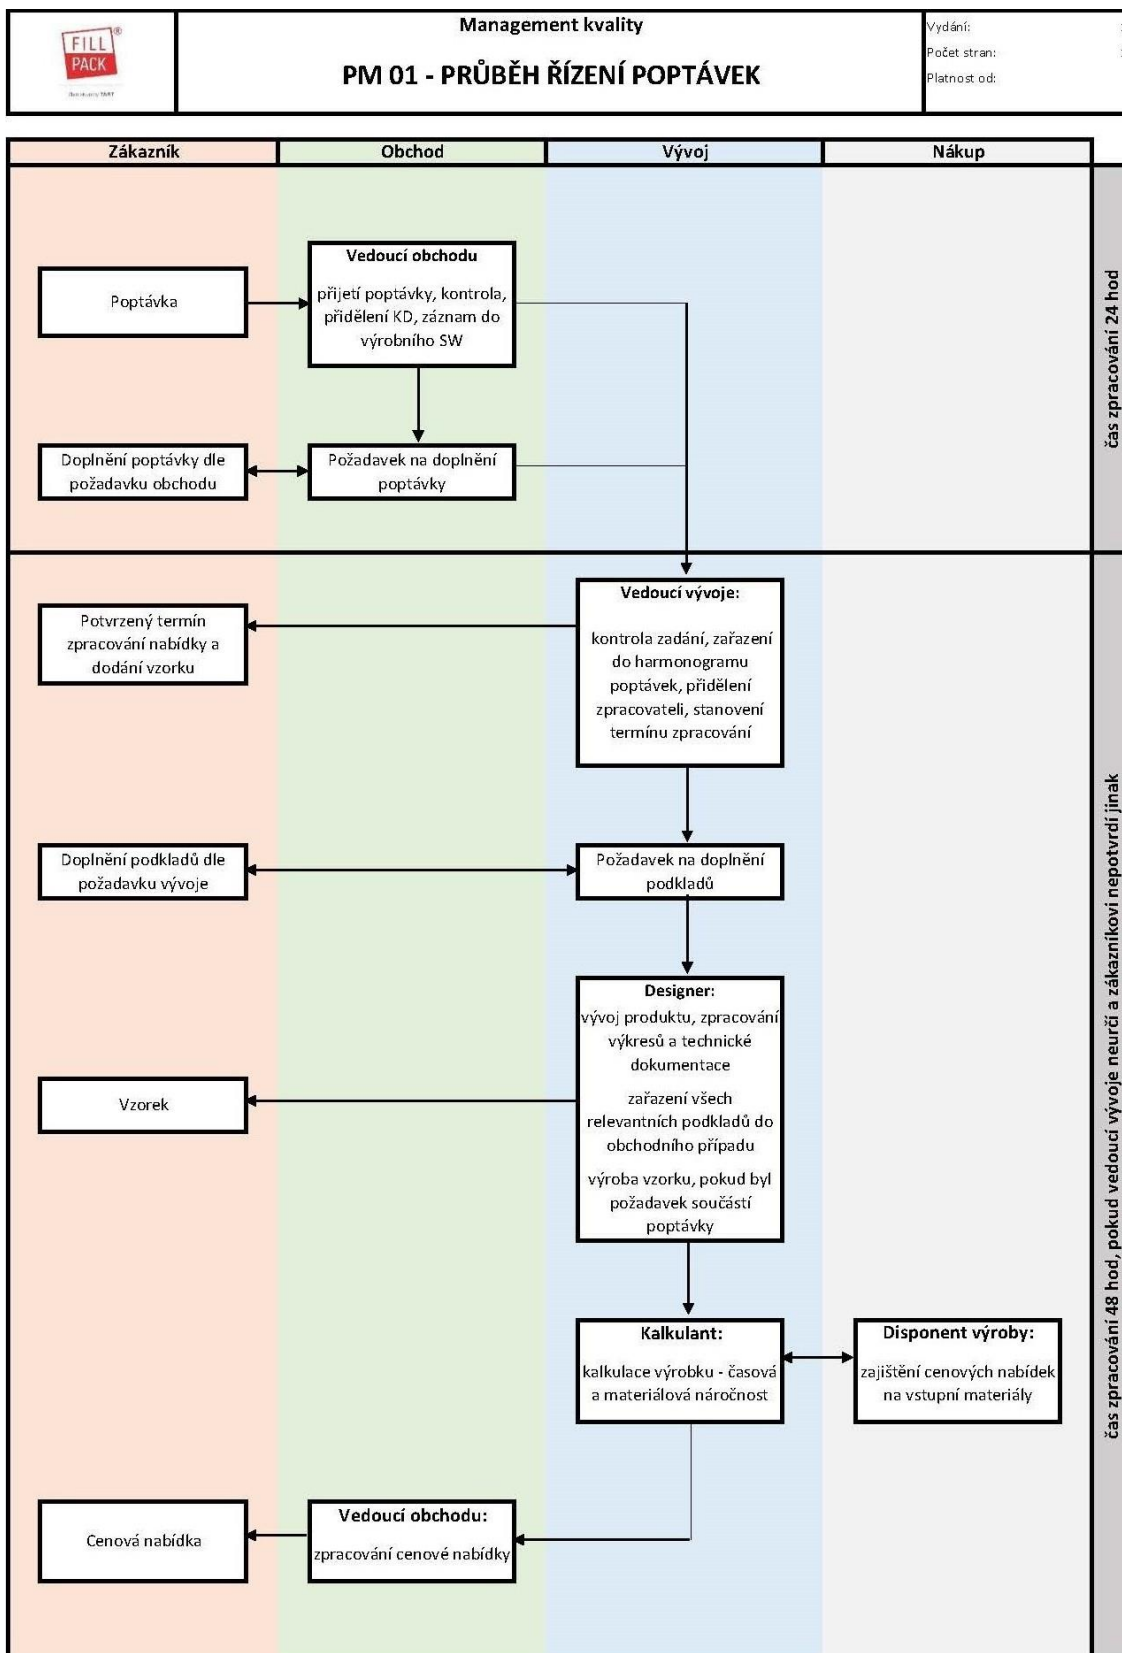 FILL
PACK
®
Management kvality
PM 01 - PRŮBĚH ŘÍZENÍ POPTÁVEK
Vydání:
Počet stran:
Platnost od:
Zákazník
Obchod
Vývoj
Nákup
Poptávka
Vedoucí obchodu
přijetí poptávky, kontrola,
přidělení KD, záznam do
výrobního SW
Doplnění poptávky dle
požadavku obchodu
Požadavek na doplnění
poptávky
čas zpracování 24 hod
Potvrzený termín
zpracování nabídky a
dodání vzorku
Vedoucí vývoje:
kontrola zadání, zařazení
do harmonogramu
poptávek, přidělení
zpracovateli, stanovení
termínu zpracování
Doplnění podkladů dle
požadavku vývoje
Požadavek na doplnění
podkladů
Designer:
vývoj produktu, zpracování
výkresů a technické
dokumentace
zařazení všech
relevantních podkladů do
obchodního případu
výroba vzorku, pokud byl
požadavek součástí
poptávky
Vzorek
Kalkulant:
kalkulace výrobku - časová
a materiálová náročnost
Disponent výroby:
zajištění cenových nabídek
na vstupní materiály
Cenová nabídka
Vedoucí obchodu:
zpracování cenové nabídky
čas zpracování 48 hod, pokud vedoucí vývoje neurčí a zákazníkovi nepotvrdí jinak